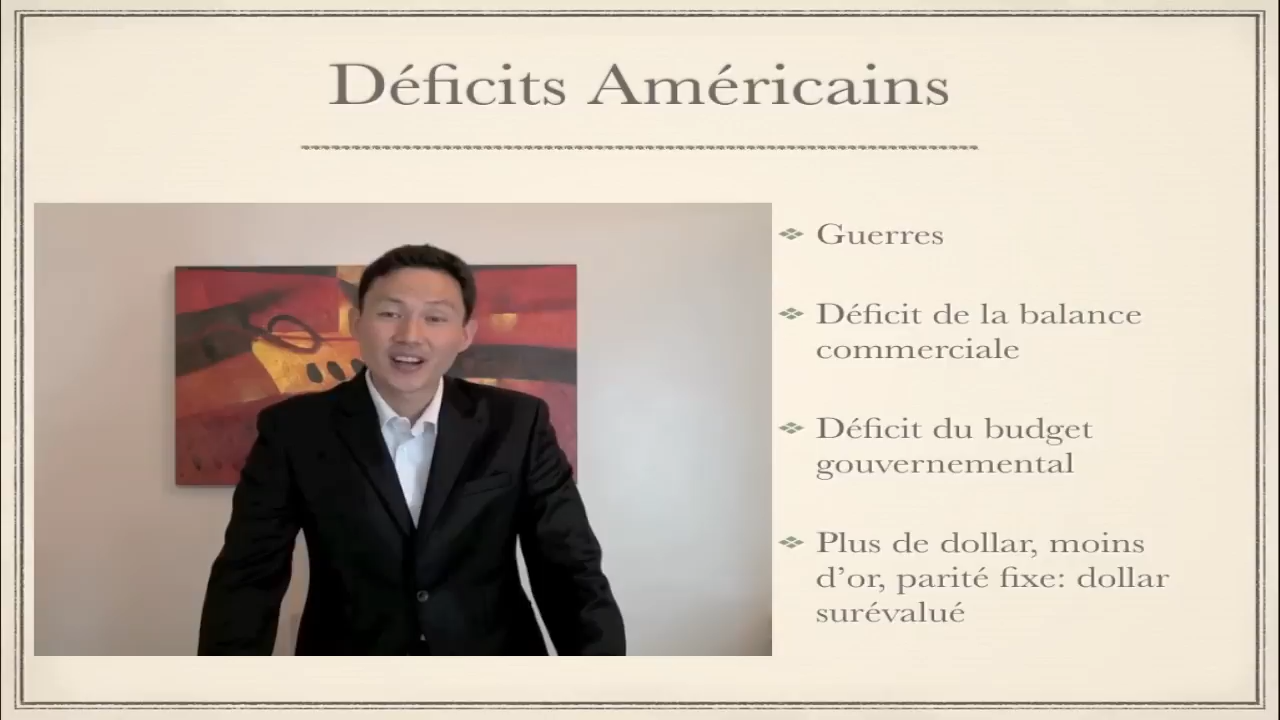 Déficits Américains
Guerres
Déficit de la balance
commerciale
Déficit du budget
gouvernemental
Plus de dollar, moins
d’or, parité fixe: dollar
surévalué